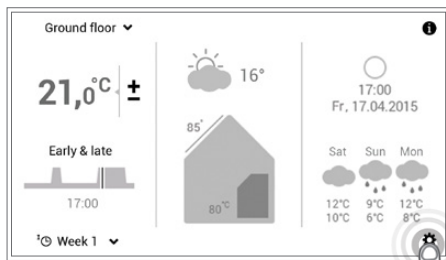 Ground floor
21,0°C ±
Early & late
17:00
Week 1
16°
85°
80°C
17:00
Fr, 17.04.2015
Sat Sun Mon
12°C 9°C 12°C
10°C 6°C 8°C